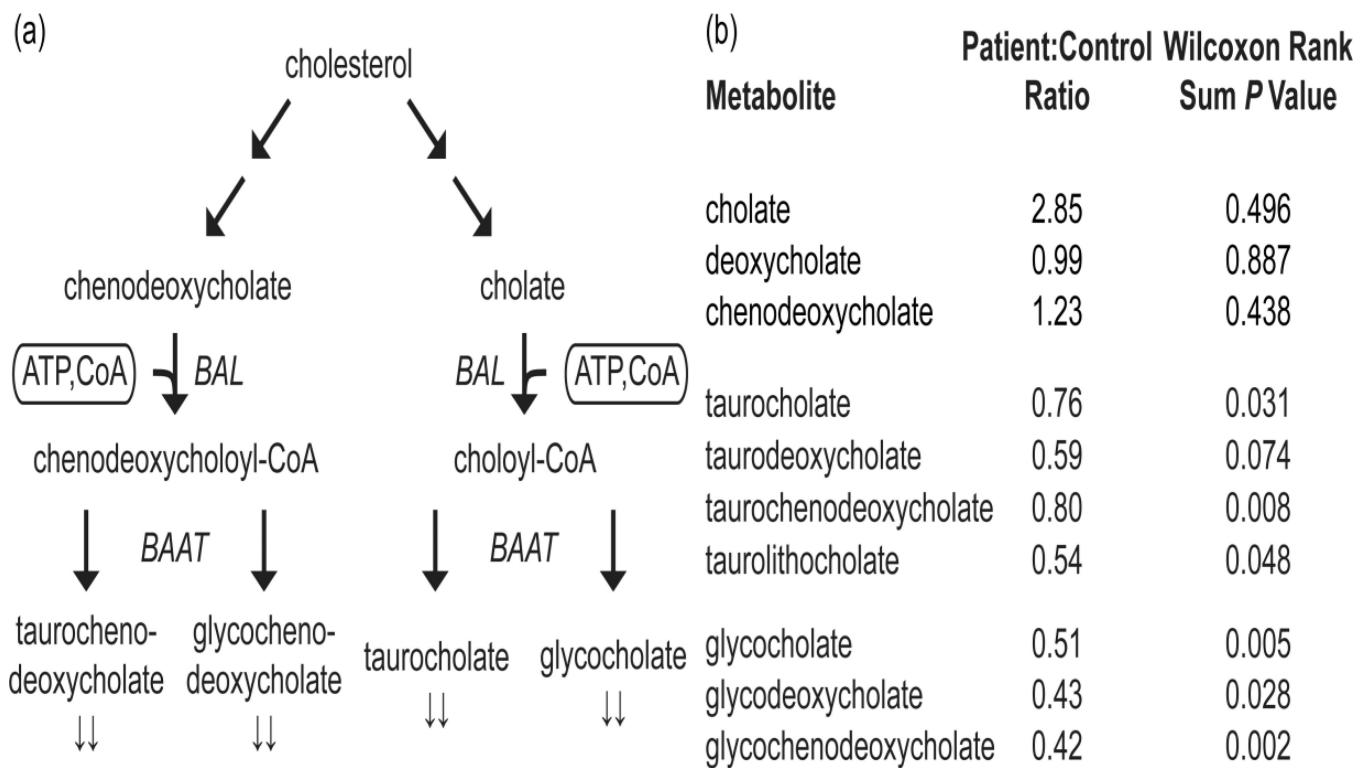 (a)
cholesterol
chenodeoxycholate
cholate
ATP,CoA
BAL
BAL
ATP,CoA
chenodeoxycholoyl-CoA
choloyl-CoA
BAAT
BAAT
taurocheno-
deoxycholate
↓↓
glycocheno-
deoxycholate
↓↓
taurocholate
↓↓
glycocholate
↓↓
(b)
Metabolite Patient:Control Ratio Wilcoxon Rank Sum P Value
cholate 2.85 0.496
deoxycholate 0.99 0.887
chenodeoxycholate 1.23 0.438
taurocholate 0.76 0.031
taurodeoxycholate 0.59 0.074
taurochenodeoxycholate 0.80 0.008
taurolithocholate 0.54 0.048
glycocholate 0.51 0.005
glycodeoxycholate 0.43 0.028
glycochenodeoxycholate 0.42 0.002